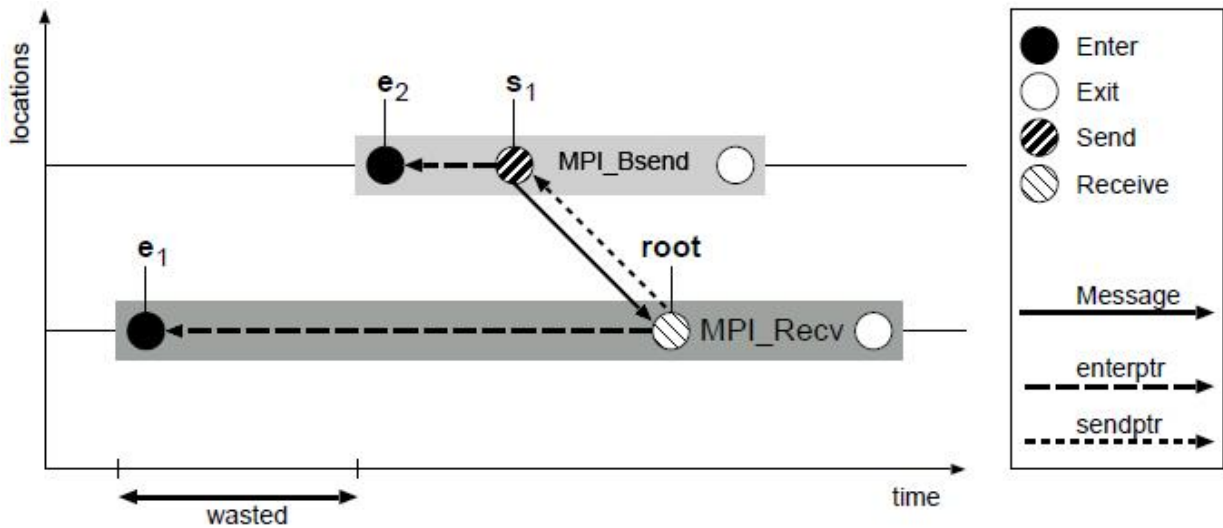 locations
e2
s1
MPI_Bsend
e1
root
MPI_Recv
wasted
time
Enter
Exit
Send
Receive
Message
enterptr
sendptr